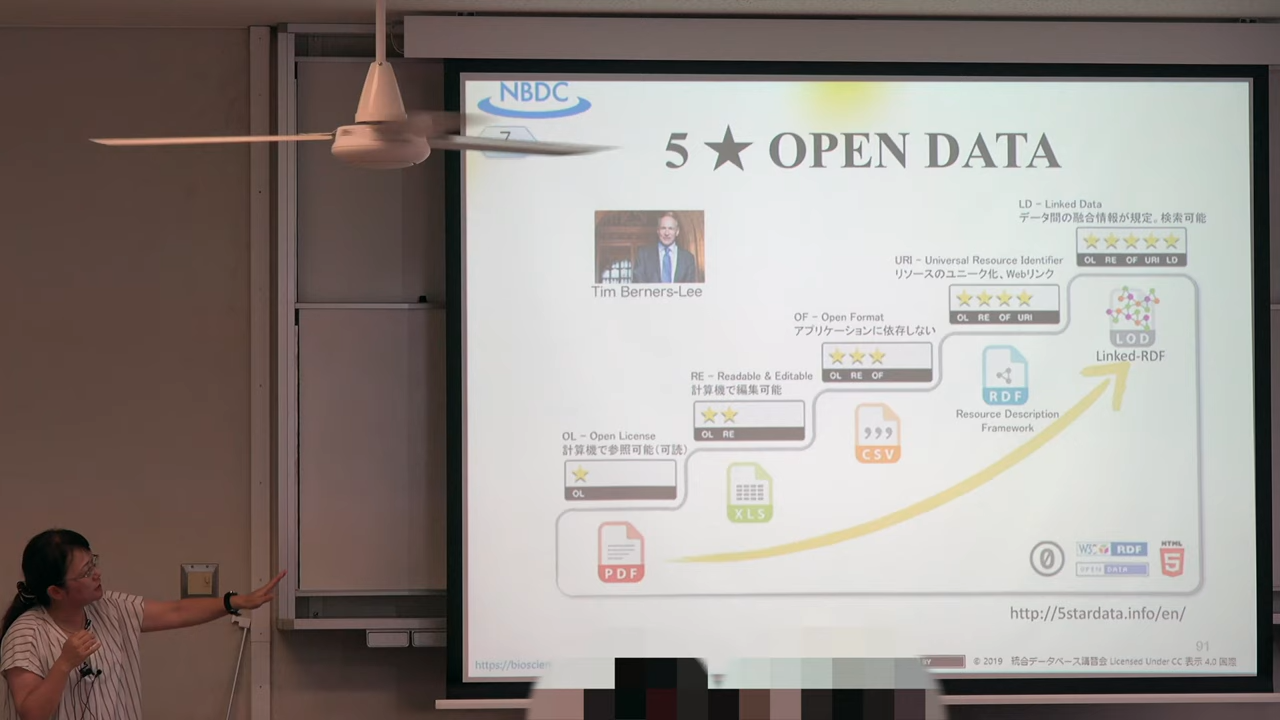 NBDC
7
5 ★ OPEN DATA
Tim Berners-Lee
LD - Linked Data
データ間の融合情報が規定。検索可能
OL RE OF URI LD
URI - Universal Resource Identifier
リソースのユニーク化、Webリンク
OL RE OF URI
OF - Open Format
アプリケーションに依存しない
OL RE OF
RE - Readable & Editable
計算機で編集可能
OL RE
OL - Open License
計算機で参照可能(可読)
OL
PDF
XLS
CSV
RDF
Resource Description
Framework
LOD
Linked-RDF
0
W3C RDF
OPEN DATA
HTML
5
http://5stardata.info/en/
91
https://bioscien
BY
© 2019 統合データベース講習会 Licensed Under CC 表示 4.0 国際